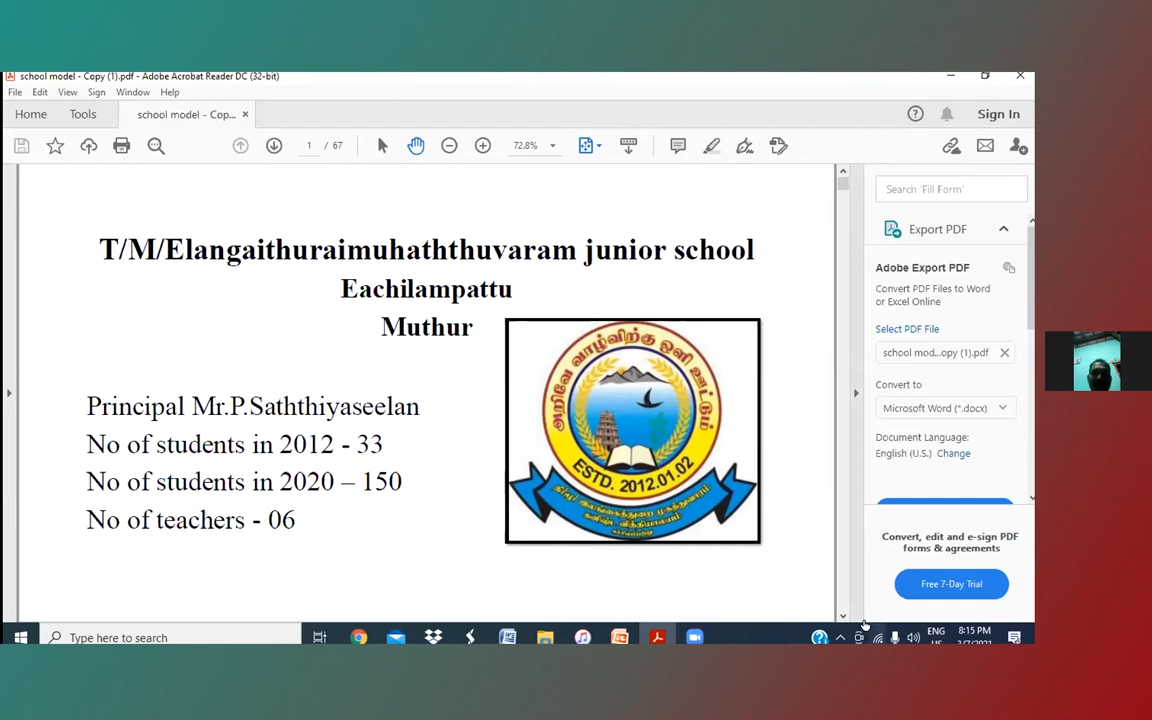 school model - Copy (1).pdf - Adobe Acrobat Reader DC (32-bit)
File Edit View Sign Window Help
Home Tools school model - Cop... × Sign In
1 / 67 72.8%
Search 'Fill Form'
T/M/Elangaithuraimuhaththuvaram junior school
Eachilampattu
Muthur
Principal Mr.P.Saththiyaseelan
No of students in 2012 - 33
No of students in 2020 – 150
No of teachers - 06
அறிவே வாழ்விற்கு ஒளி ஊட்டும்
ESTD. 2012.01.02
Export PDF
Adobe Export PDF
Convert PDF Files to Word
or Excel Online
Select PDF File
school mod...opy (1).pdf
Convert to
Microsoft Word (*.docx)
Document Language:
English (U.S.) Change
Convert, edit and e-sign PDF
forms & agreements
Free 7-Day Trial
Type here to search
ENG 8:15 PM